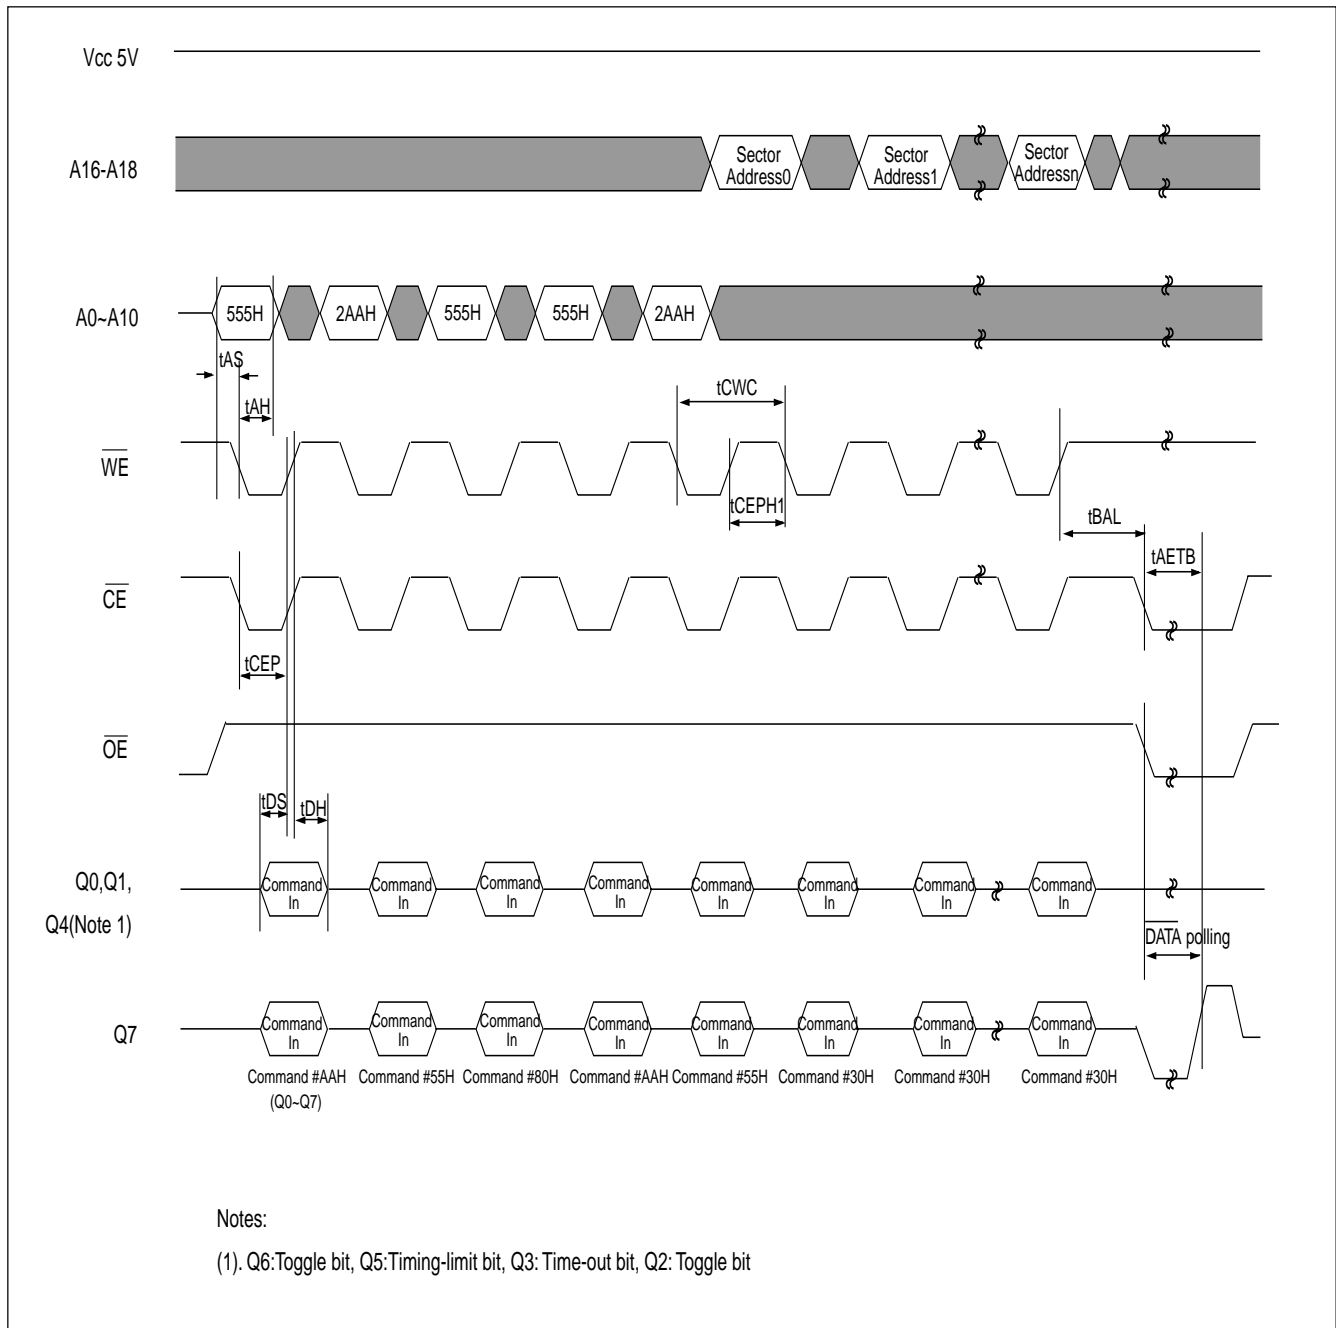 Vcc 5V
A16-A18
Sector
Address0
Sector
Address1
Sector
Addressn
A0~A10
555H
2AAH
555H
555H
2AAH
tAS
tAH
tCWC
WE
tCEPH1
tBAL
tAETB
CE
tCEP
OE
tDS
tDH
Q0,Q1,
Q4(Note 1)
Command
In
Command
In
Command
In
Command
In
Command
In
Command
In
Command
In
Command
In
DATA polling
Q7
Command
In
Command
In
Command
In
Command
In
Command
In
Command
In
Command
In
Command
In
Command #AAH
(Q0~Q7)
Command #55H
Command #80H
Command #AAH
Command #55H
Command #30H
Command #30H
Command #30H
Notes:
(1). Q6:Toggle bit, Q5:Timing-limit bit, Q3: Time-out bit, Q2: Toggle bit